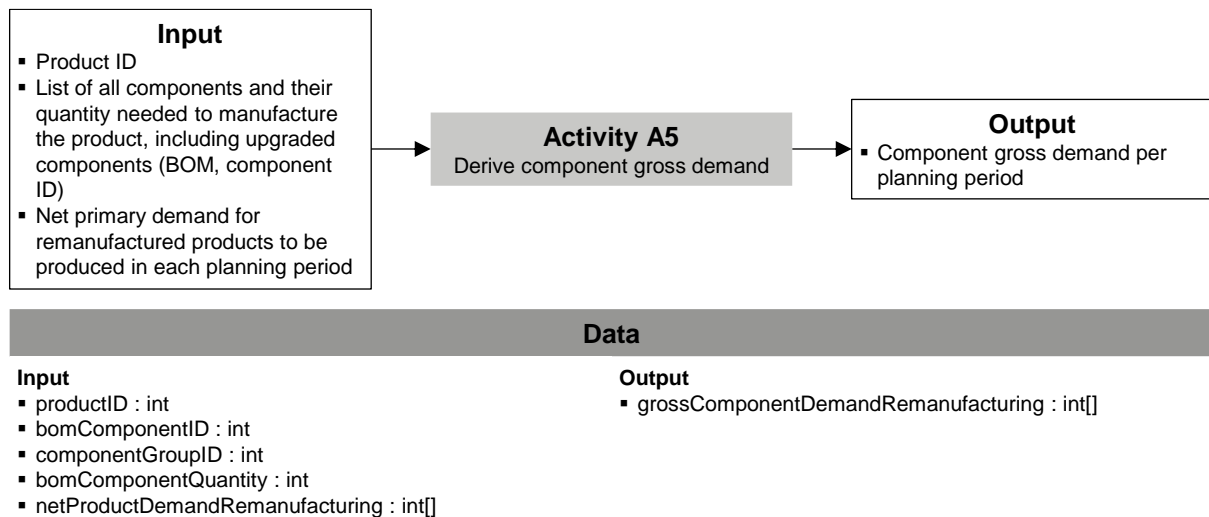 Input
▪ Product ID
▪ List of all components and their
quantity needed to manufacture
the product, including upgraded
components (BOM, component
ID)
▪ Net primary demand for
remanufactured products to be
produced in each planning period
Activity A5
Derive component gross demand
Output
▪ Component gross demand per
planning period
Data
Input
▪ productID : int
▪ bomComponentID : int
▪ componentGroupID : int
▪ bomComponentQuantity : int
▪ netProductDemandRemanufacturing : int[]
Output
▪ grossComponentDemandRemanufacturing : int[]